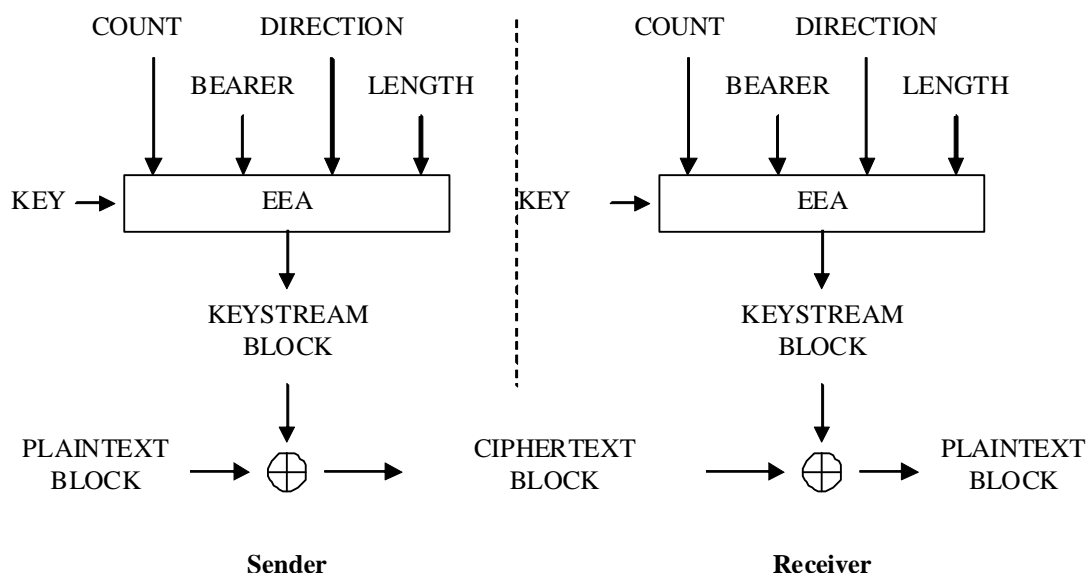 COUNT DIRECTION COUNT DIRECTION
BEARER LENGTH BEARER LENGTH
KEY EEA KEY EEA
KEYSTREAM BLOCK KEYSTREAM BLOCK
PLAINTEXT BLOCK CIPHERTEXT BLOCK PLAINTEXT BLOCK
Sender Receiver